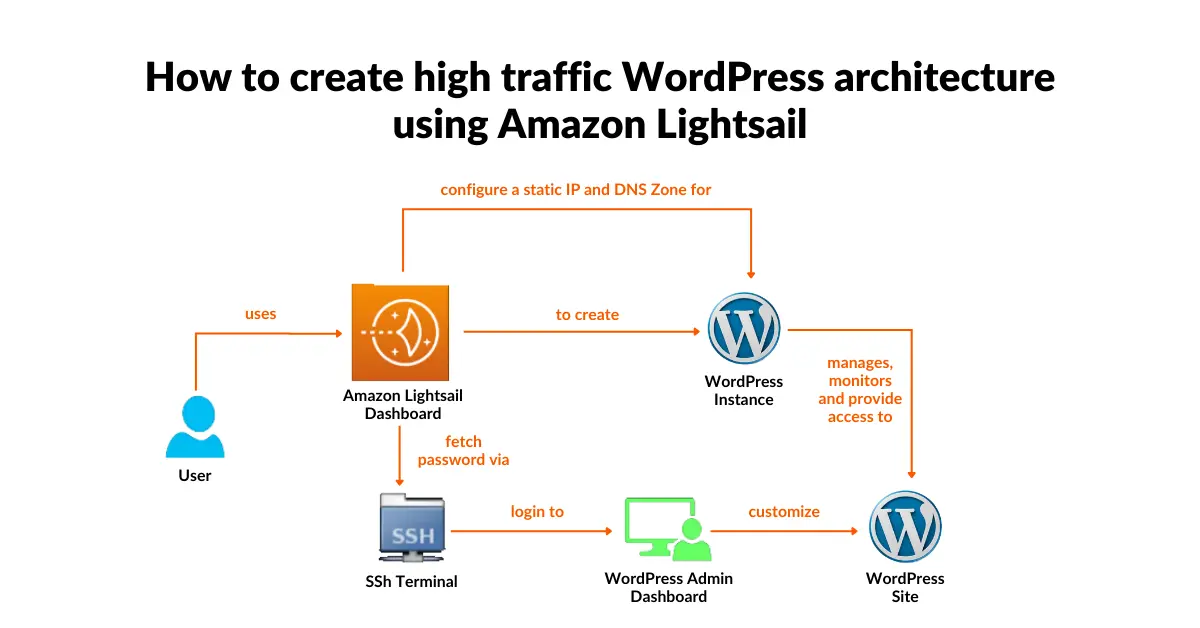 How to create high traffic WordPress architecture
using Amazon Lightsail
configure a static IP and DNS Zone for
uses
to create
Amazon Lightsail
Dashboard
WordPress
Instance
manages,
monitors
and provide
access to
User
fetch
password via
SSH
SSh Terminal
login to
WordPress Admin
Dashboard
customize
WordPress
Site